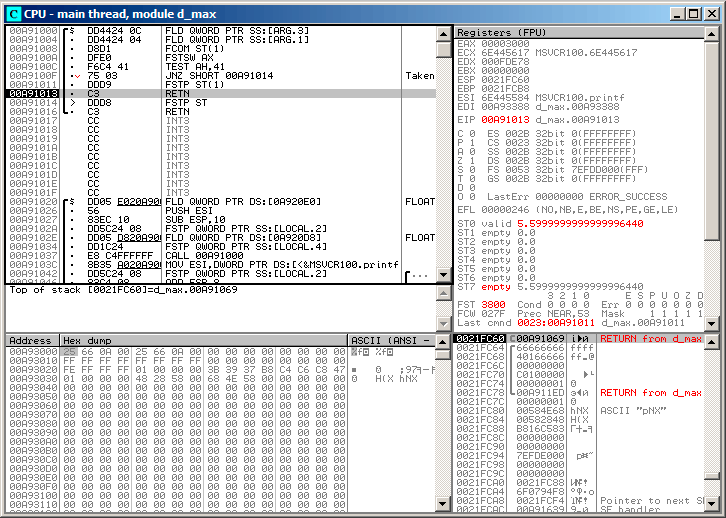 CPU - main thread, module d_max
00A91000 $ DD4424 0C FLD QWORD PTR SS:[ARG.3]
00A91004 · DD4424 04 FLD QWORD PTR SS:[ARG.1]
00A91008 · D8D1 FCOM ST(1)
00A9100A · DFE0 FSTSW AX
00A9100C · F6C4 41 TEST AH,41
00A9100F · 75 03 JNZ SHORT 00A91014 Taken
00A91011 · DDD9 FSTP ST(1)
00A91013 · C3 RETN
00A91014 > DDD8 FSTP ST
00A91016 · C3 RETN
00A91017 CC INT3
00A91018 CC INT3
00A91019 CC INT3
00A9101A CC INT3
00A9101B CC INT3
00A9101C CC INT3
00A9101D CC INT3
00A9101E CC INT3
00A9101F CC INT3
00A91020 $ DD05 E020A900 FLD QWORD PTR DS:[0A920E0] FLOAT
00A91026 · 56 PUSH ESI
00A91027 · 83EC 10 SUB ESP,10
00A9102A · DD5C24 08 FSTP QWORD PTR SS:[LOCAL.2]
00A9102E · DD05 D820A900 FLD QWORD PTR DS:[0A920D8] FLOAT
00A91034 · DD1C24 FSTP QWORD PTR SS:[LOCAL.4]
00A91037 · E8 C4FFFFFF CALL 00A91000
00A9103C · 8B35 A020A900 MOV ESI,DWORD PTR DS:[<&MSVCR100.printf
00A91042 · DD5C24 08 FSTP QWORD PTR SS:[LOCAL.2]
Top of stack [0021FC60]=d_max.00A91069
Registers (FPU)
EAX 00003000
ECX 6E445617 MSVCR100.6E445617
EDX 000FDE78
EBX 00000000
ESP 0021FC60
EBP 0021FCB8
ESI 6E445584 MSVCR100.printf
EDI 00A93388 d_max.00A93388
EIP 00A91013 d_max.00A91013
C 0 ES 002B 32bit 0(FFFFFFFF)
P 1 CS 0023 32bit 0(FFFFFFFF)
A 0 SS 002B 32bit 0(FFFFFFFF)
Z 1 DS 002B 32bit 0(FFFFFFFF)
S 0 FS 0053 32bit 7EFDD000(FFF)
T 0 GS 002B 32bit 0(FFFFFFFF)
D 0
O 0 LastErr 00000000 ERROR_SUCCESS
EFL 00000246 (NO,NB,E,BE,NS,PE,GE,LE)
ST0 valid 5.5999999999999996440
ST1 empty 0.0
ST2 empty 0.0
ST3 empty 0.0
ST4 empty 0.0
ST5 empty 0.0
ST6 empty 0.0
ST7 empty 5.5999999999999996440
3 2 1 0 E S P U O Z D
FST 3800 Cond 0 0 0 0 Err 0 0 0 0 0 0 0
FCW 027F Prec NEAR,53 Mask 1 1 1 1 1
Last cmnd 0023:00A91011 d_max.00A91011
Address Hex dump ASCII (ANSI -
00A93000 25 66 0A 00 25 66 0A 00 00 00 00 00 00 00 00 00
00A93010 FF FF FF FF FF FF FF FF 00 00 00 00 00 00 00 00
00A93020 FE FF FF FF 01 00 00 00 3B 39 37 B8 C4 C6 C8 47
00A93030 01 00 00 00 48 28 58 00 68 4E 58 00 00 00 00 00
00A93040 00 00 00 00 00 00 00 00 00 00 00 00 00 00 00 00
00A93050 00 00 00 00 00 00 00 00 00 00 00 00 00 00 00 00
00A93060 00 00 00 00 00 00 00 00 00 00 00 00 00 00 00 00
00A93070 00 00 00 00 00 00 00 00 00 00 00 00 00 00 00 00
00A93080 00 00 00 00 00 00 00 00 00 00 00 00 00 00 00 00
00A93090 00 00 00 00 00 00 00 00 00 00 00 00 00 00 00 00
00A930A0 00 00 00 00 00 00 00 00 00 00 00 00 00 00 00 00
00A930B0 00 00 00 00 00 00 00 00 00 00 00 00 00 00 00 00
00A930C0 00 00 00 00 00 00 00 00 00 00 00 00 00 00 00 00
00A930D0 00 00 00 00 00 00 00 00 00 00 00 00 00 00 00 00
00A930E0 00 00 00 00 00 00 00 00 00 00 00 00 00 00 00 00
00A930F0 00 00 00 00 00 00 00 00 00 00 00 00 00 00 00 00
00A93100 00 00 00 00 00 00 00 00 00 00 00 00 00 00 00 00
00A93110 00 00 00 00 00 00 00 00 00 00 00 00 00 00 00 00
0021FC60 00A91069 RETURN from d_max
0021FC64 66666666 ffff
0021FC68 40166666 ff
0021FC6C 00000000
0021FC70 C0100000
0021FC74 00000001
0021FC78 00A911ED RETURN from d_max
0021FC7C 00000001
0021FC80 00584E68 hNX ASCII "pNX"
0021FC84 00582848 H(X
0021FC88 B816C583
0021FC8C 00000000
0021FC90 00000000
0021FC94 7EFDE000
0021FC98 00000000
0021FC9C 00000000
0021FCA0 0021FC88
0021FCA4 6F0794F8
0021FCA8 0021FCF4 Pointer to next SE
0021FCAC 00A91639 SE handler